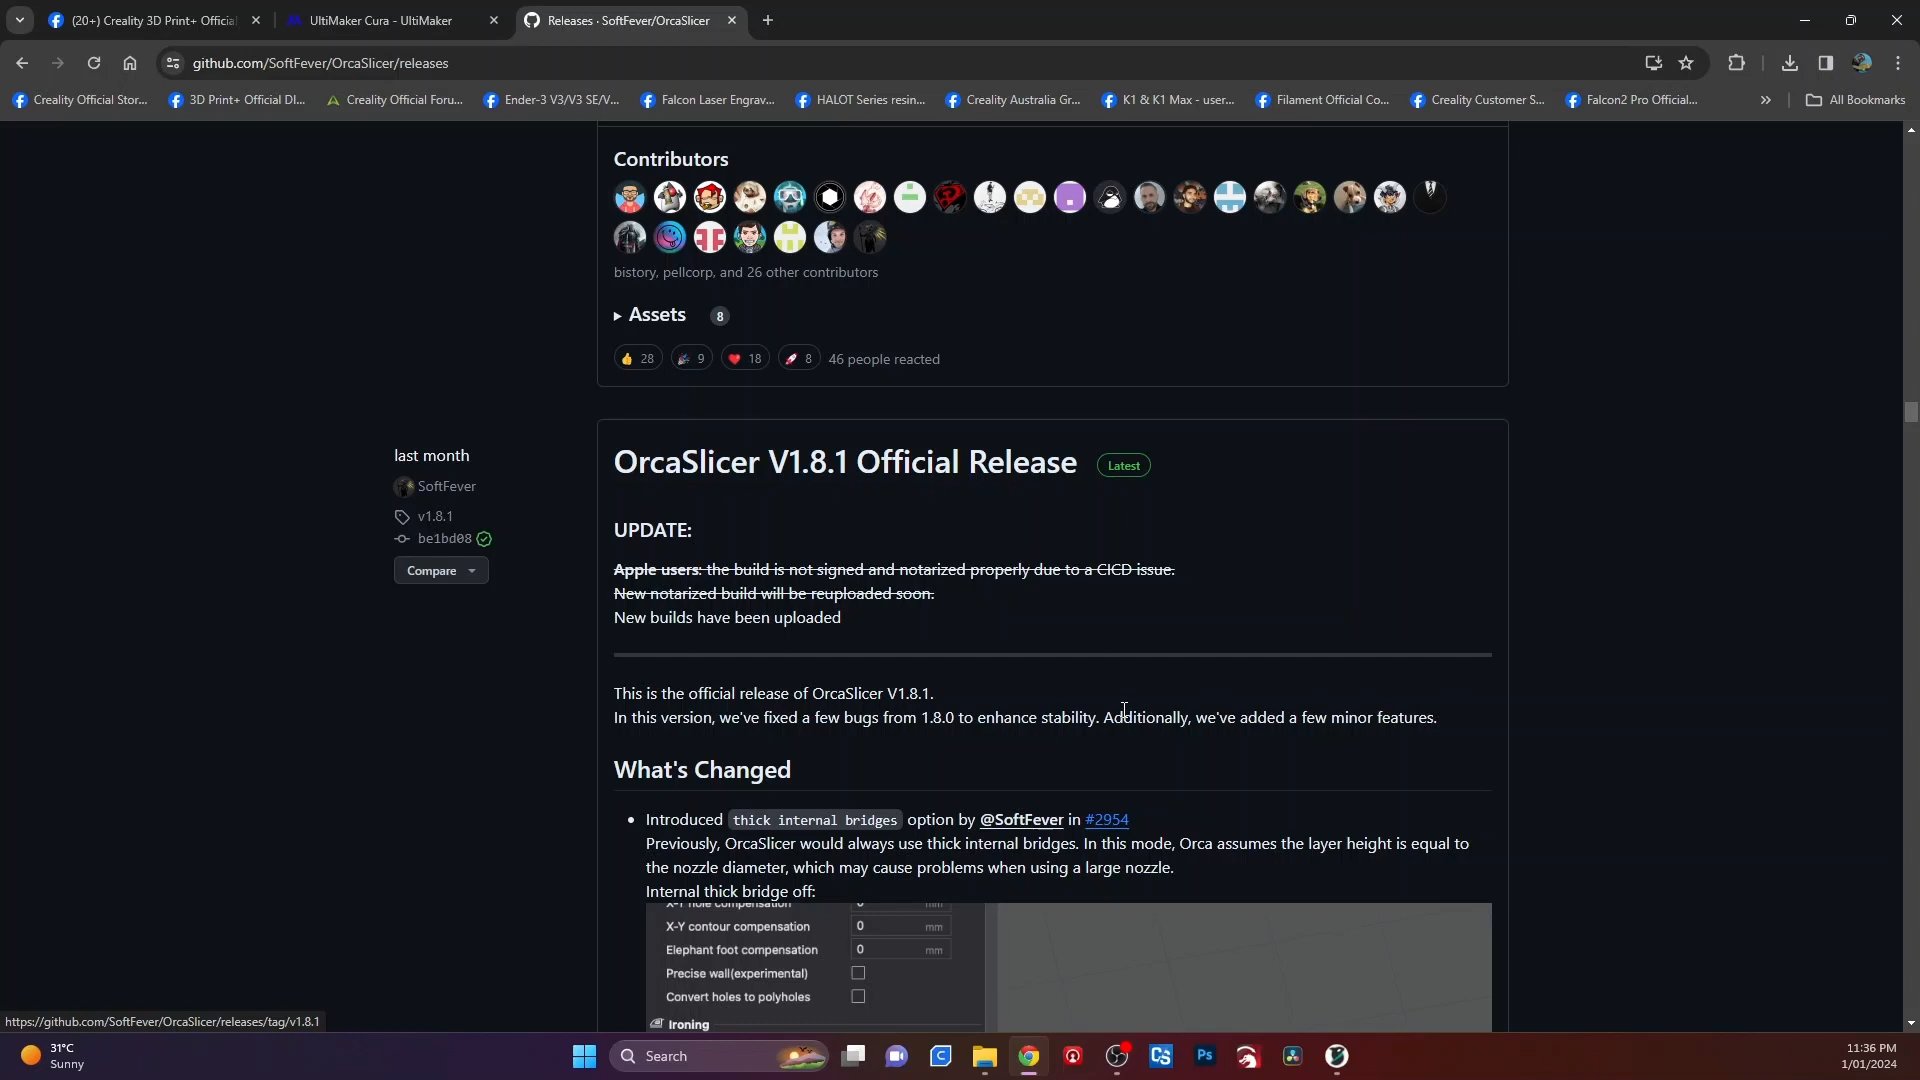 (20+) Creality 3D Print+ Official
UltiMaker Cura - UltiMaker
Releases · SoftFever/OrcaSlicer
github.com/SoftFever/OrcaSlicer/releases
Creality Official Stor...
3D Print+ Official DI...
Creality Official Foru...
Ender-3 V3/V3 SE/V...
Falcon Laser Engrav...
HALOT Series resin...
Creality Australia Gr...
K1 & K1 Max - user...
Filament Official Co...
Creality Customer S...
Falcon2 Pro Official...
All Bookmarks
Contributors
bistory, pellcorp, and 26 other contributors
Assets 8
28 9 18 8 46 people reacted
last month
SoftFever
v1.8.1
be1bd08
Compare
OrcaSlicer V1.8.1 Official Release Latest
UPDATE:
Apple users: the build is not signed and notarized properly due to a CICD issue.
New notarized build will be reuploaded soon.
New builds have been uploaded
This is the official release of OrcaSlicer V1.8.1.
In this version, we've fixed a few bugs from 1.8.0 to enhance stability. Additionally, we've added a few minor features.
What's Changed
Introduced thick internal bridges option by @SoftFever in #2954
Previously, OrcaSlicer would always use thick internal bridges. In this mode, Orca assumes the layer height is equal to
the nozzle diameter, which may cause problems when using a large nozzle.
Internal thick bridge off:
X-Y hole compensation 0 mm
X-Y contour compensation 0 mm
Elephant foot compensation 0 mm
Precise wall(experimental)
Convert holes to polyholes
Ironing
https://github.com/SoftFever/OrcaSlicer/releases/tag/v1.8.1
31°C
Sunny
Search
Ps
11:36 PM
1/01/2024